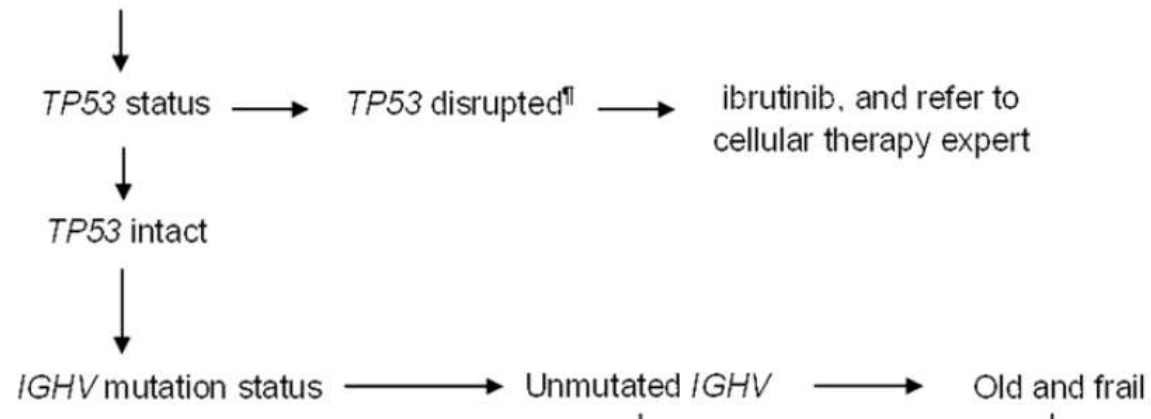 TP53 status
TP53 disrupted¶
ibrutinib, and refer to
cellular therapy expert
TP53 intact
IGHV mutation status
Unmutated IGHV
Old and frail